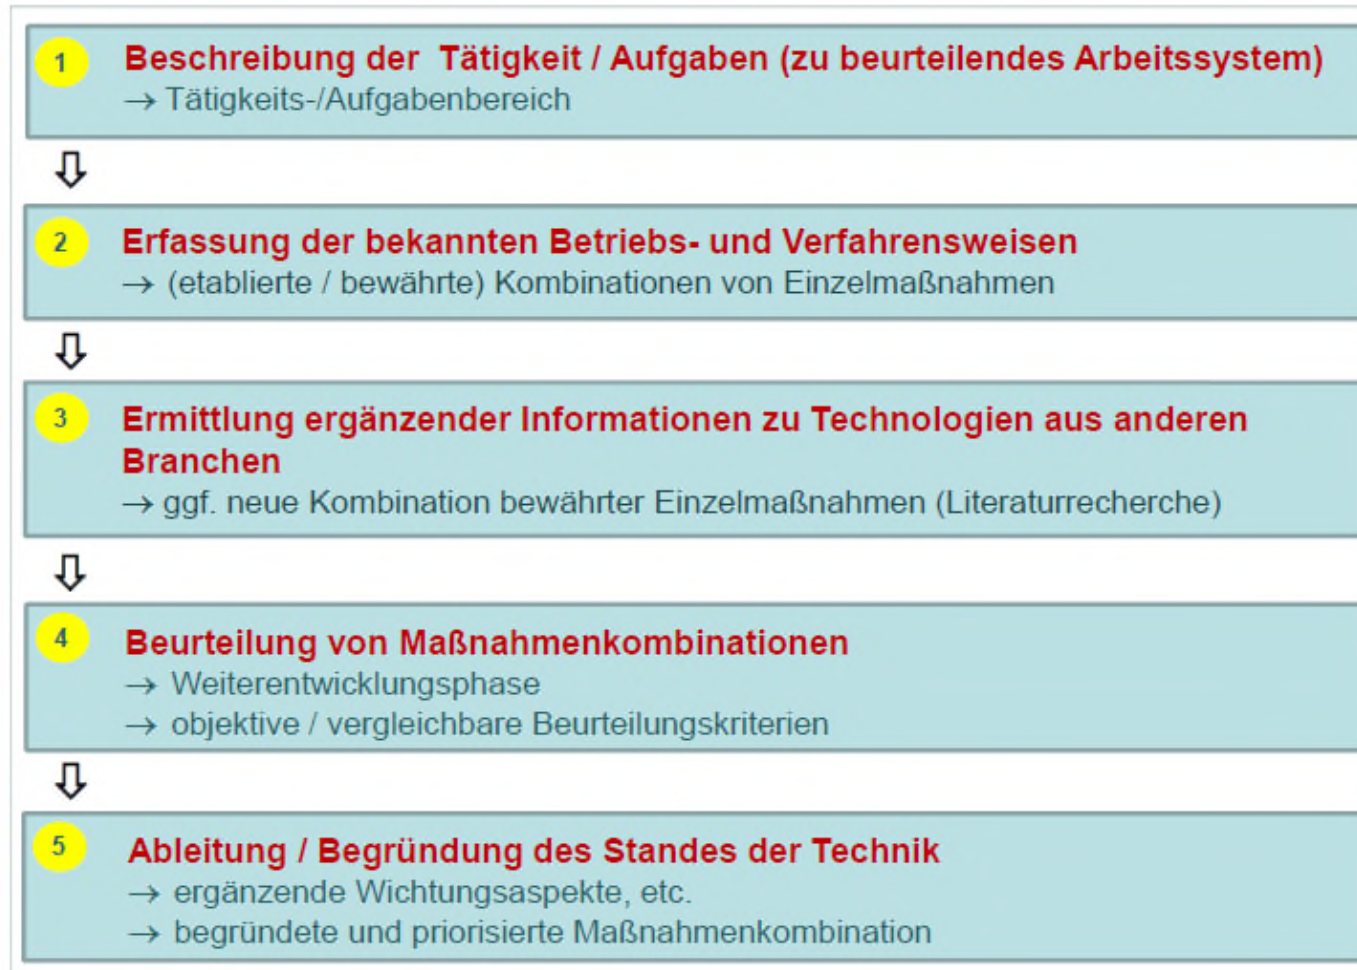 1
Beschreibung der Tätigkeit / Aufgaben (zu beurteilendes Arbeitssystem)
→ Tätigkeits-/Aufgabenbereich
2
Erfassung der bekannten Betriebs- und Verfahrensweisen
→ (etablierte / bewährte) Kombinationen von Einzelmaßnahmen
3
Ermittlung ergänzender Informationen zu Technologien aus anderen
Branchen
→ ggf. neue Kombination bewährter Einzelmaßnahmen (Literaturrecherche)
4
Beurteilung von Maßnahmenkombinationen
→ Weiterentwicklungsphase
→ objektive / vergleichbare Beurteilungskriterien
5
Ableitung / Begründung des Standes der Technik
→ ergänzende Wichtungsaspekte, etc.
→ begründete und priorisierte Maßnahmenkombination